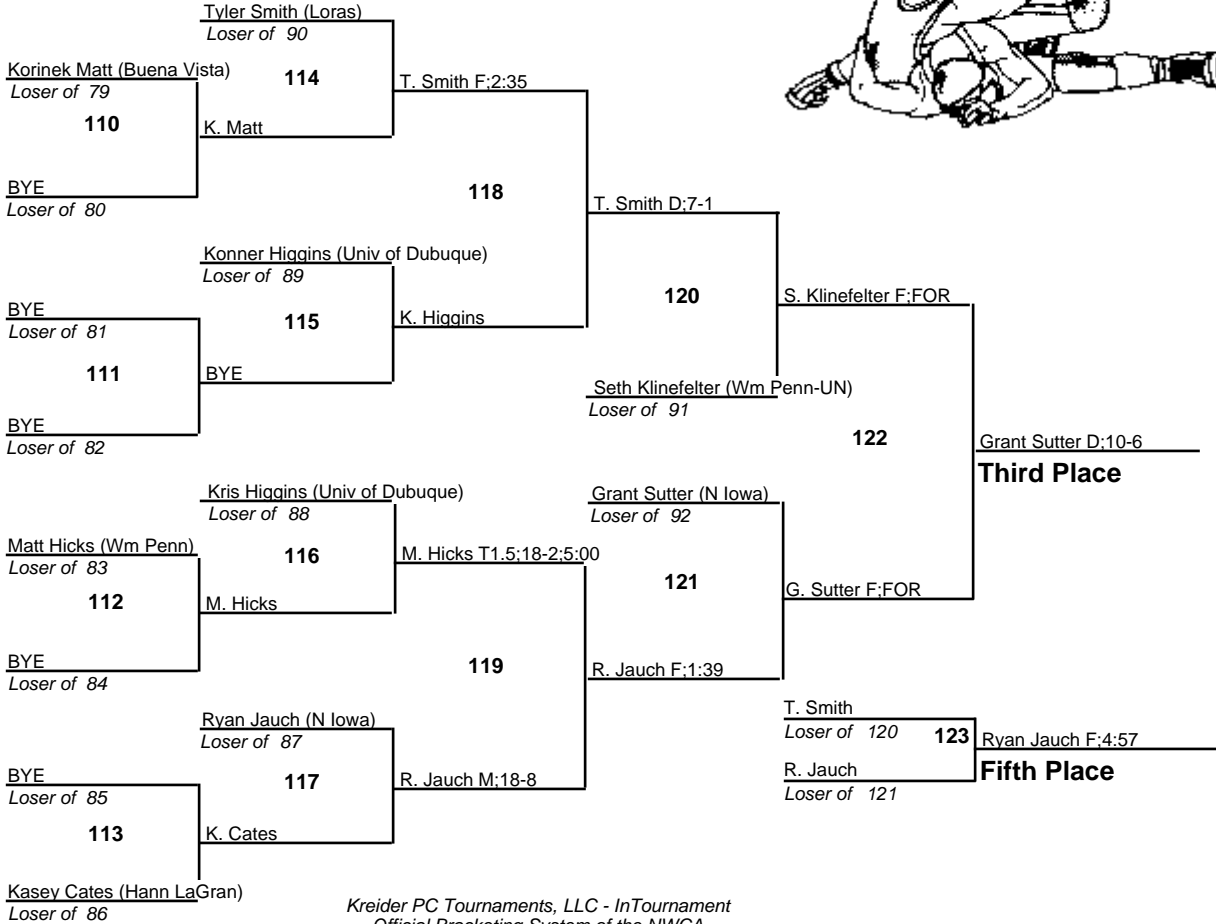 Tyler Smith (Loras)
Loser of 90
Korinek Matt (Buena Vista)
Loser of 79
114
T. Smith F;2:35
110
K. Matt
BYE
Loser of 80
118
T. Smith D;7-1
Konner Higgins (Univ of Dubuque)
Loser of 89
BYE
Loser of 81
115
K. Higgins
120
S. Klinefelter F;FOR
111
BYE
Seth Klinefelter (Wm Penn-UN)
Loser of 91
BYE
Loser of 82
122
Grant Sutter D;10-6
Third Place
Kris Higgins (Univ of Dubuque)
Loser of 88
Grant Sutter (N Iowa)
Loser of 92
Matt Hicks (Wm Penn)
Loser of 83
116
M. Hicks T1.5;18-2;5:00
121
G. Sutter F;FOR
112
M. Hicks
BYE
Loser of 84
119
R. Jauch F;1:39
Ryan Jauch (N Iowa)
Loser of 87
T. Smith
Loser of 120
123
Ryan Jauch F;4:57
Fifth Place
R. Jauch
Loser of 121
BYE
Loser of 85
117
R. Jauch M;18-8
113
K. Cates
Kasey Cates (Hann LaGran)
Loser of 86
Kreider PC Tournaments, LLC - InTournament
Official Bracketing System of the NWCA